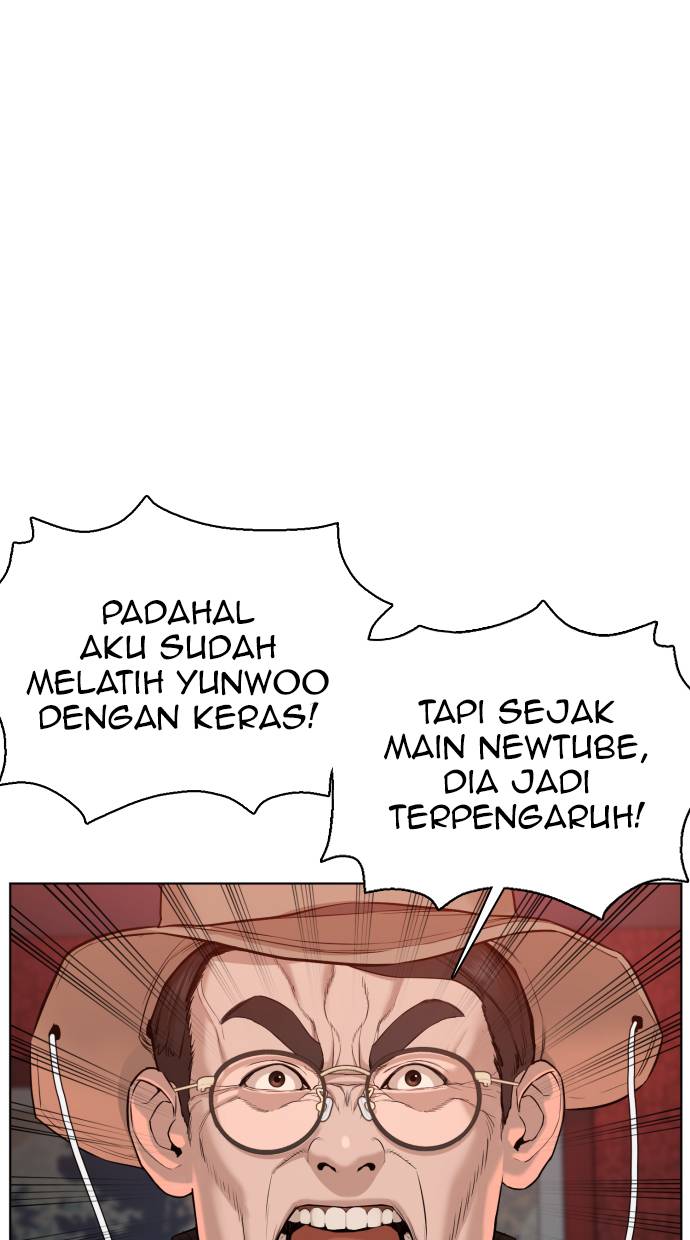 PADAHAL
AKU SUDAH
MELATIH YUNWOO
DENGAN KERAS!
TAPI SEJAK
MAIN NEWTUBE,
DIA JADI
TERPENGARUH!